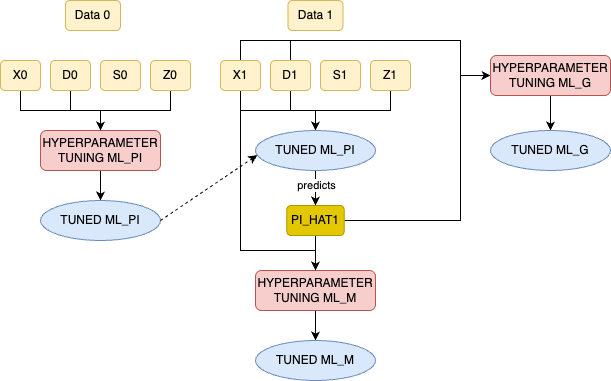 Data 0
Data 1
X0
D0
S0
Z0
X1
D1
S1
Z1
HYPERPARAMETER
TUNING ML_G
HYPERPARAMETER
TUNING ML_PI
TUNED ML_PI
TUNED ML_G
predicts
TUNED ML_PI
PI_HAT1
HYPERPARAMETER
TUNING ML_M
TUNED ML_M